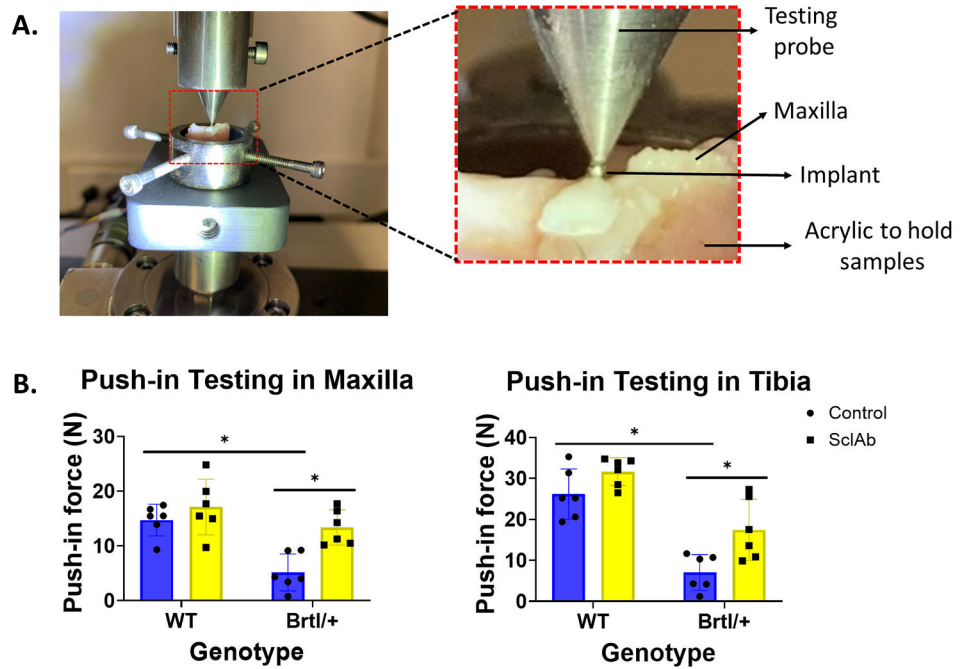 A.
Testing
probe
Maxilla
Implant
Acrylic to hold
samples
B.
Push-in Testing in Maxilla
Push-in force (N)
30
20
10
0
*
*
WT
Brtl/+
Genotype
Push-in Testing in Tibia
Push-in force (N)
40
30
20
10
0
*
*
WT
Brtl/+
Genotype
Control
SclAb